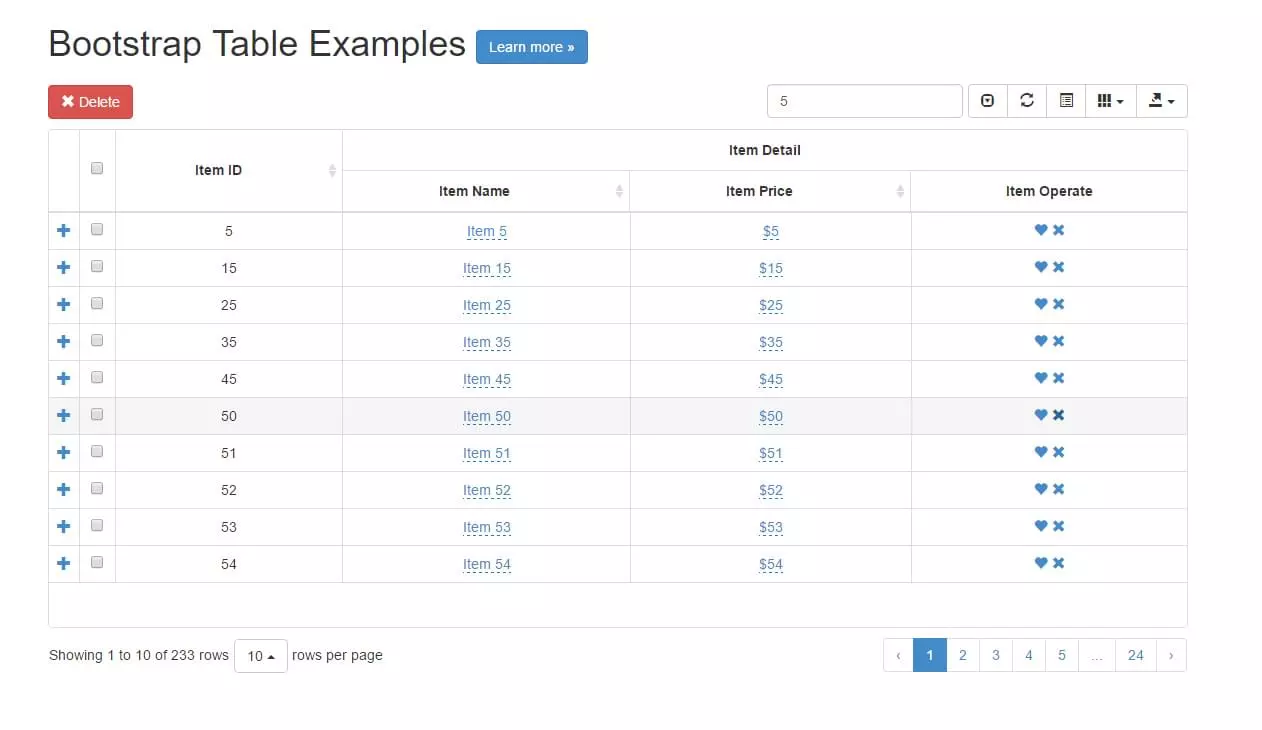 Bootstrap Table Examples Learn more »
Delete 5
Item ID Item Detail
Item Name Item Price Item Operate
5 Item 5 $5
15 Item 15 $15
25 Item 25 $25
35 Item 35 $35
45 Item 45 $45
50 Item 50 $50
51 Item 51 $51
52 Item 52 $52
53 Item 53 $53
54 Item 54 $54
Showing 1 to 10 of 233 rows 10 rows per page ‹ 1 2 3 4 5 ... 24 ›